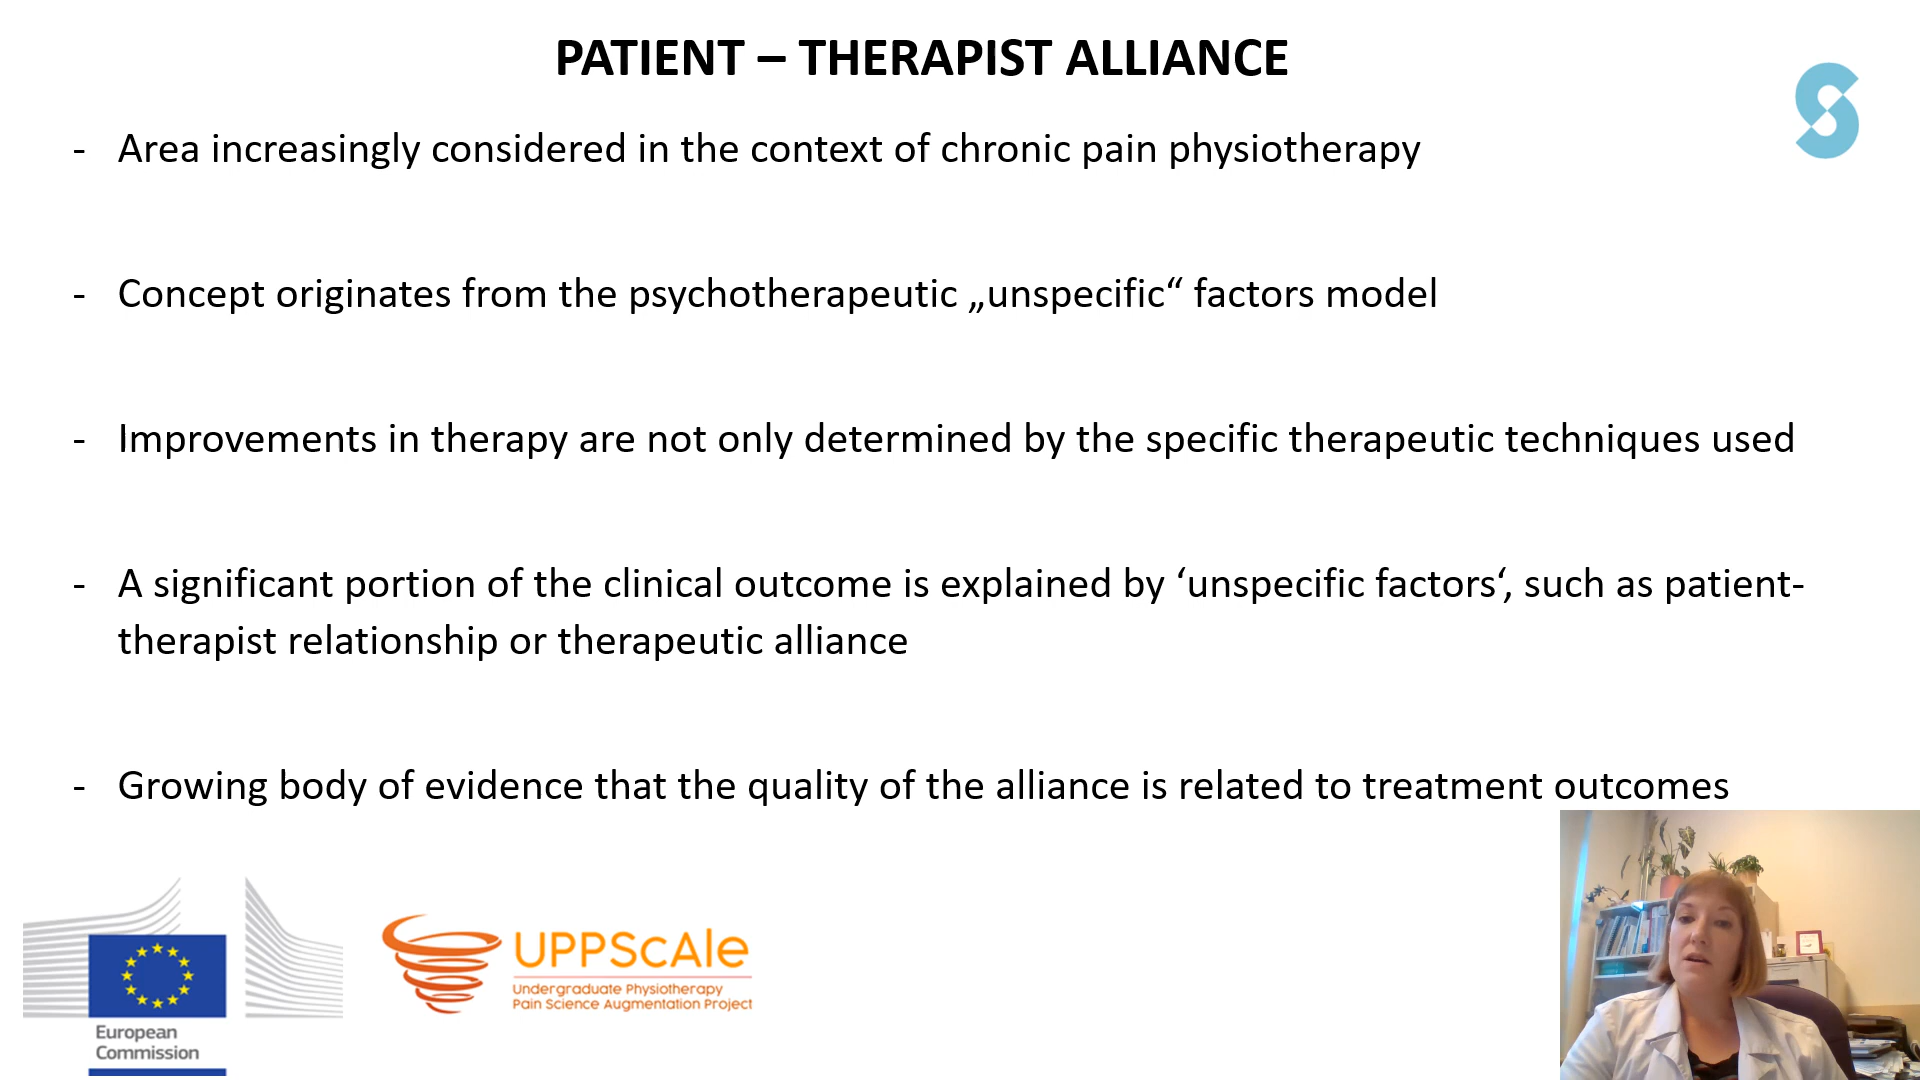 PATIENT – THERAPIST ALLIANCE
- Area increasingly considered in the context of chronic pain physiotherapy
- Concept originates from the psychotherapeutic „unspecific“ factors model
- Improvements in therapy are not only determined by the specific therapeutic techniques used
- A significant portion of the clinical outcome is explained by ‘unspecific factors‘, such as patient-
therapist relationship or therapeutic alliance
- Growing body of evidence that the quality of the alliance is related to treatment outcomes
European
Commission
UPPScAle
Undergraduate Physiotherapy
Pain Science Augmentation Project